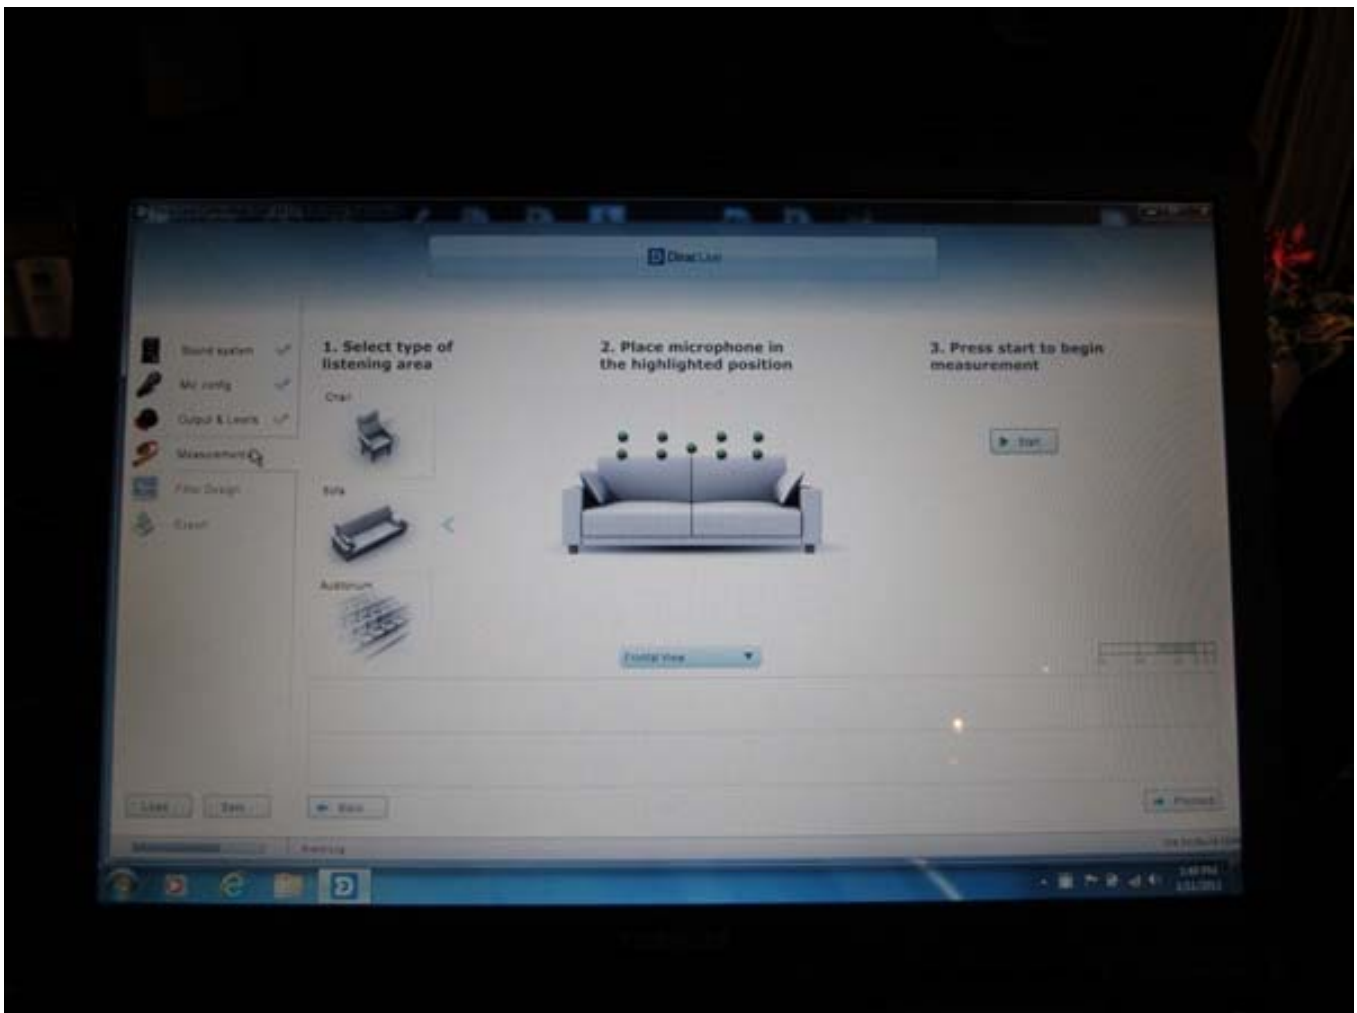 Dirac Live
Sound system
Mic config
Output & Levels
Measurements
Filter Design
Export
1. Select type of
listening area
Chair
Sofa
Auditorium
2. Place microphone in
the highlighted position
Frontal View
3. Press start to begin
measurement
Start
Load
Save
Back
Proceed